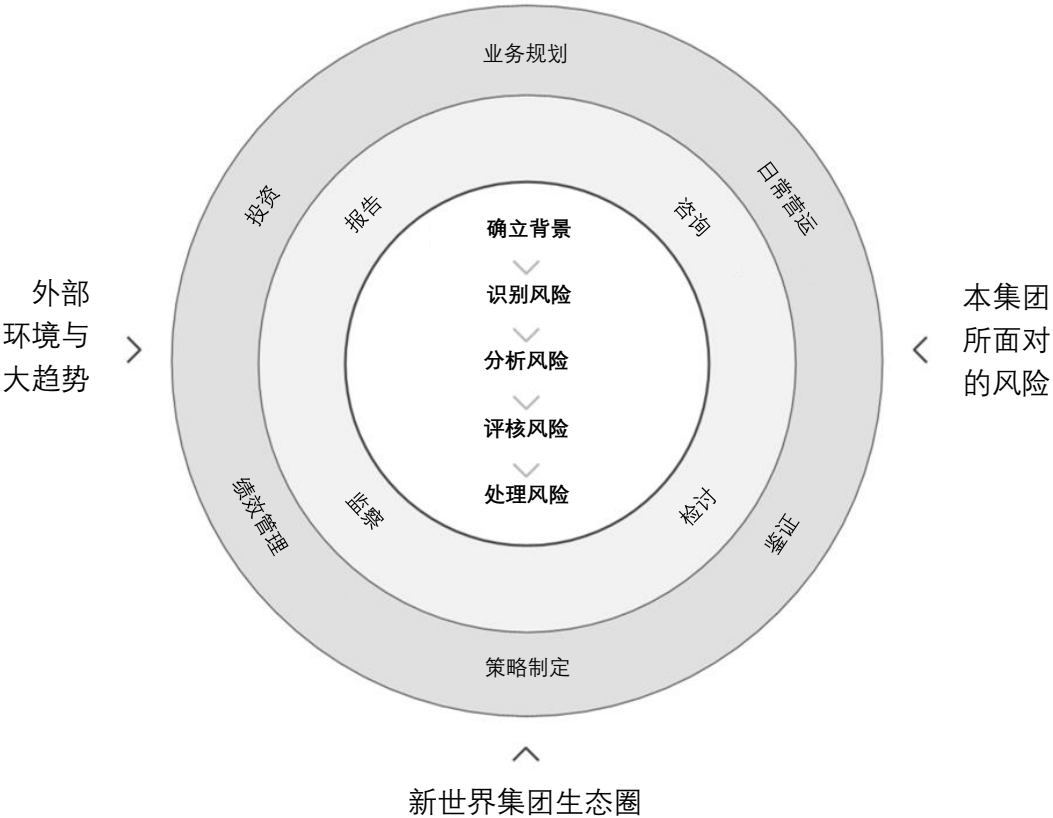 业务规划
投资
日常营运
报告
咨询
确立背景
识别风险
分析风险
评核风险
处理风险
外部
环境与
大趋势
本集团
所面对
的风险
监察
检讨
绩效管理
鉴证
策略制定
新世界集团生态圈